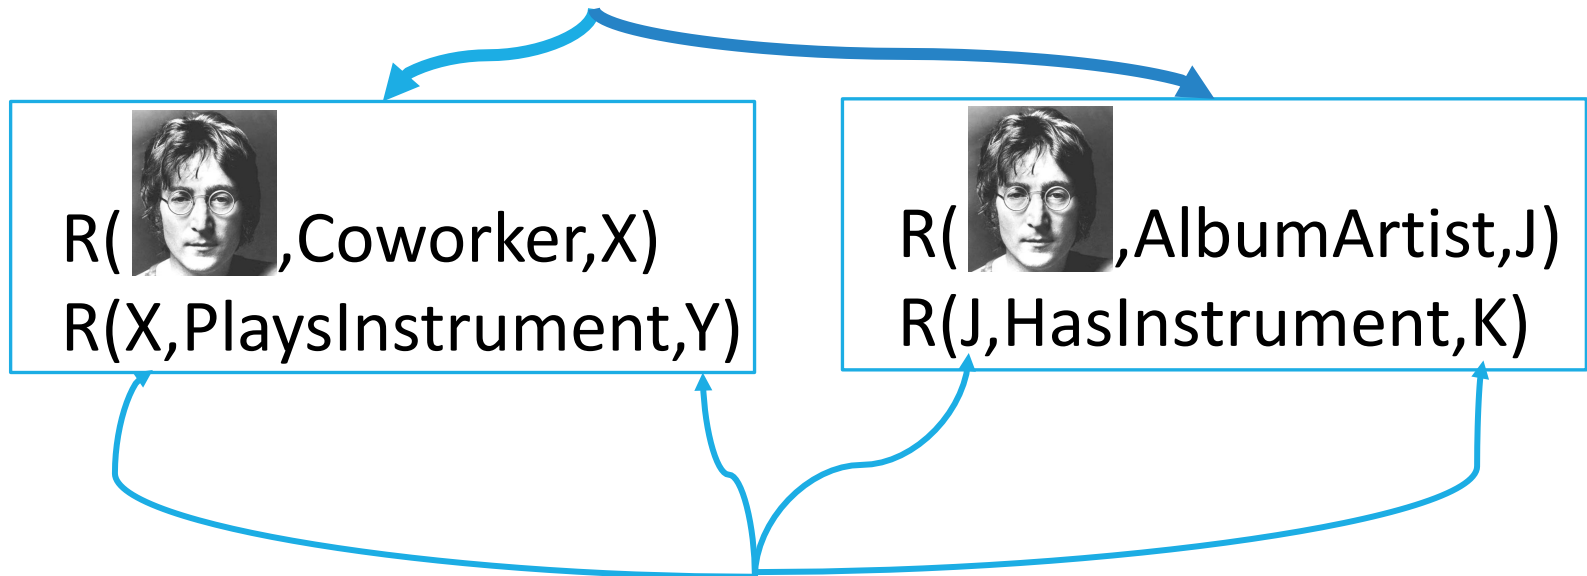 R( ,Coworker,X)
R(X,PlaysInstrument,Y)
R( ,AlbumArtist,J)
R(J,HasInstrument,K)